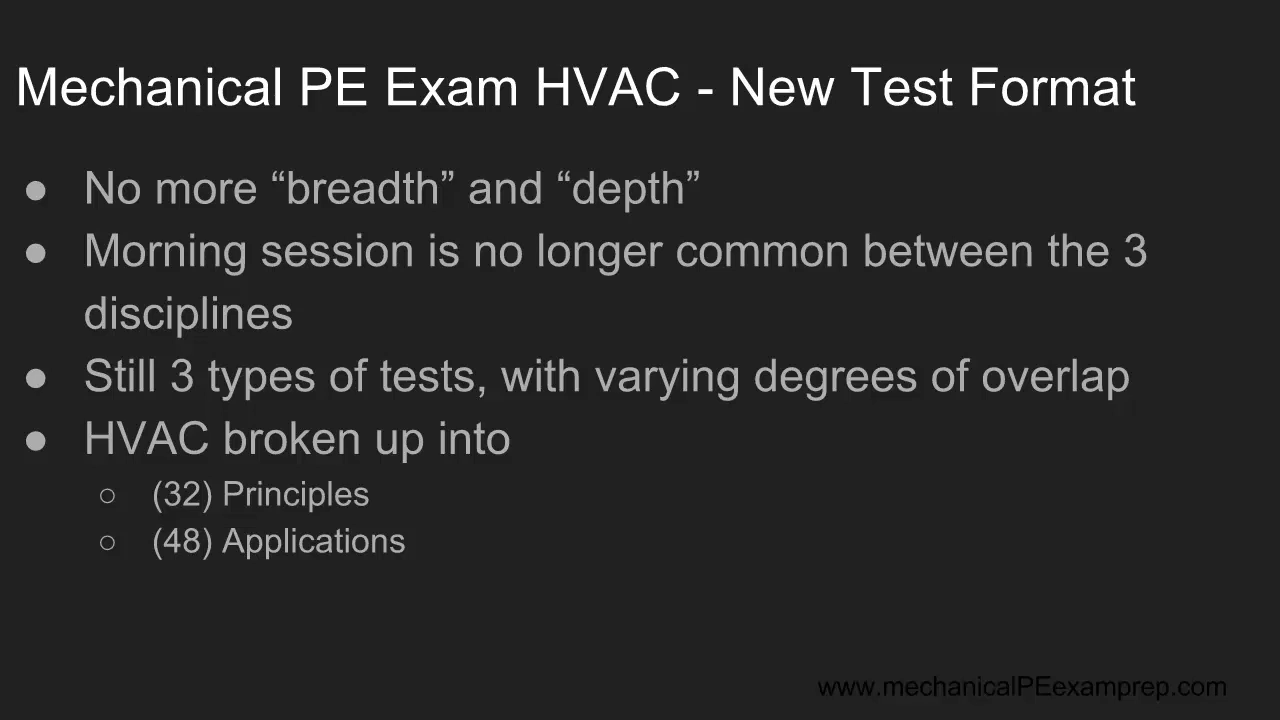 Mechanical PE Exam HVAC - New Test Format
● No more “breadth” and “depth”
● Morning session is no longer common between the 3
disciplines
● Still 3 types of tests, with varying degrees of overlap
● HVAC broken up into
○ (32) Principles
○ (48) Applications
www.mechanicalPEexamprep.com